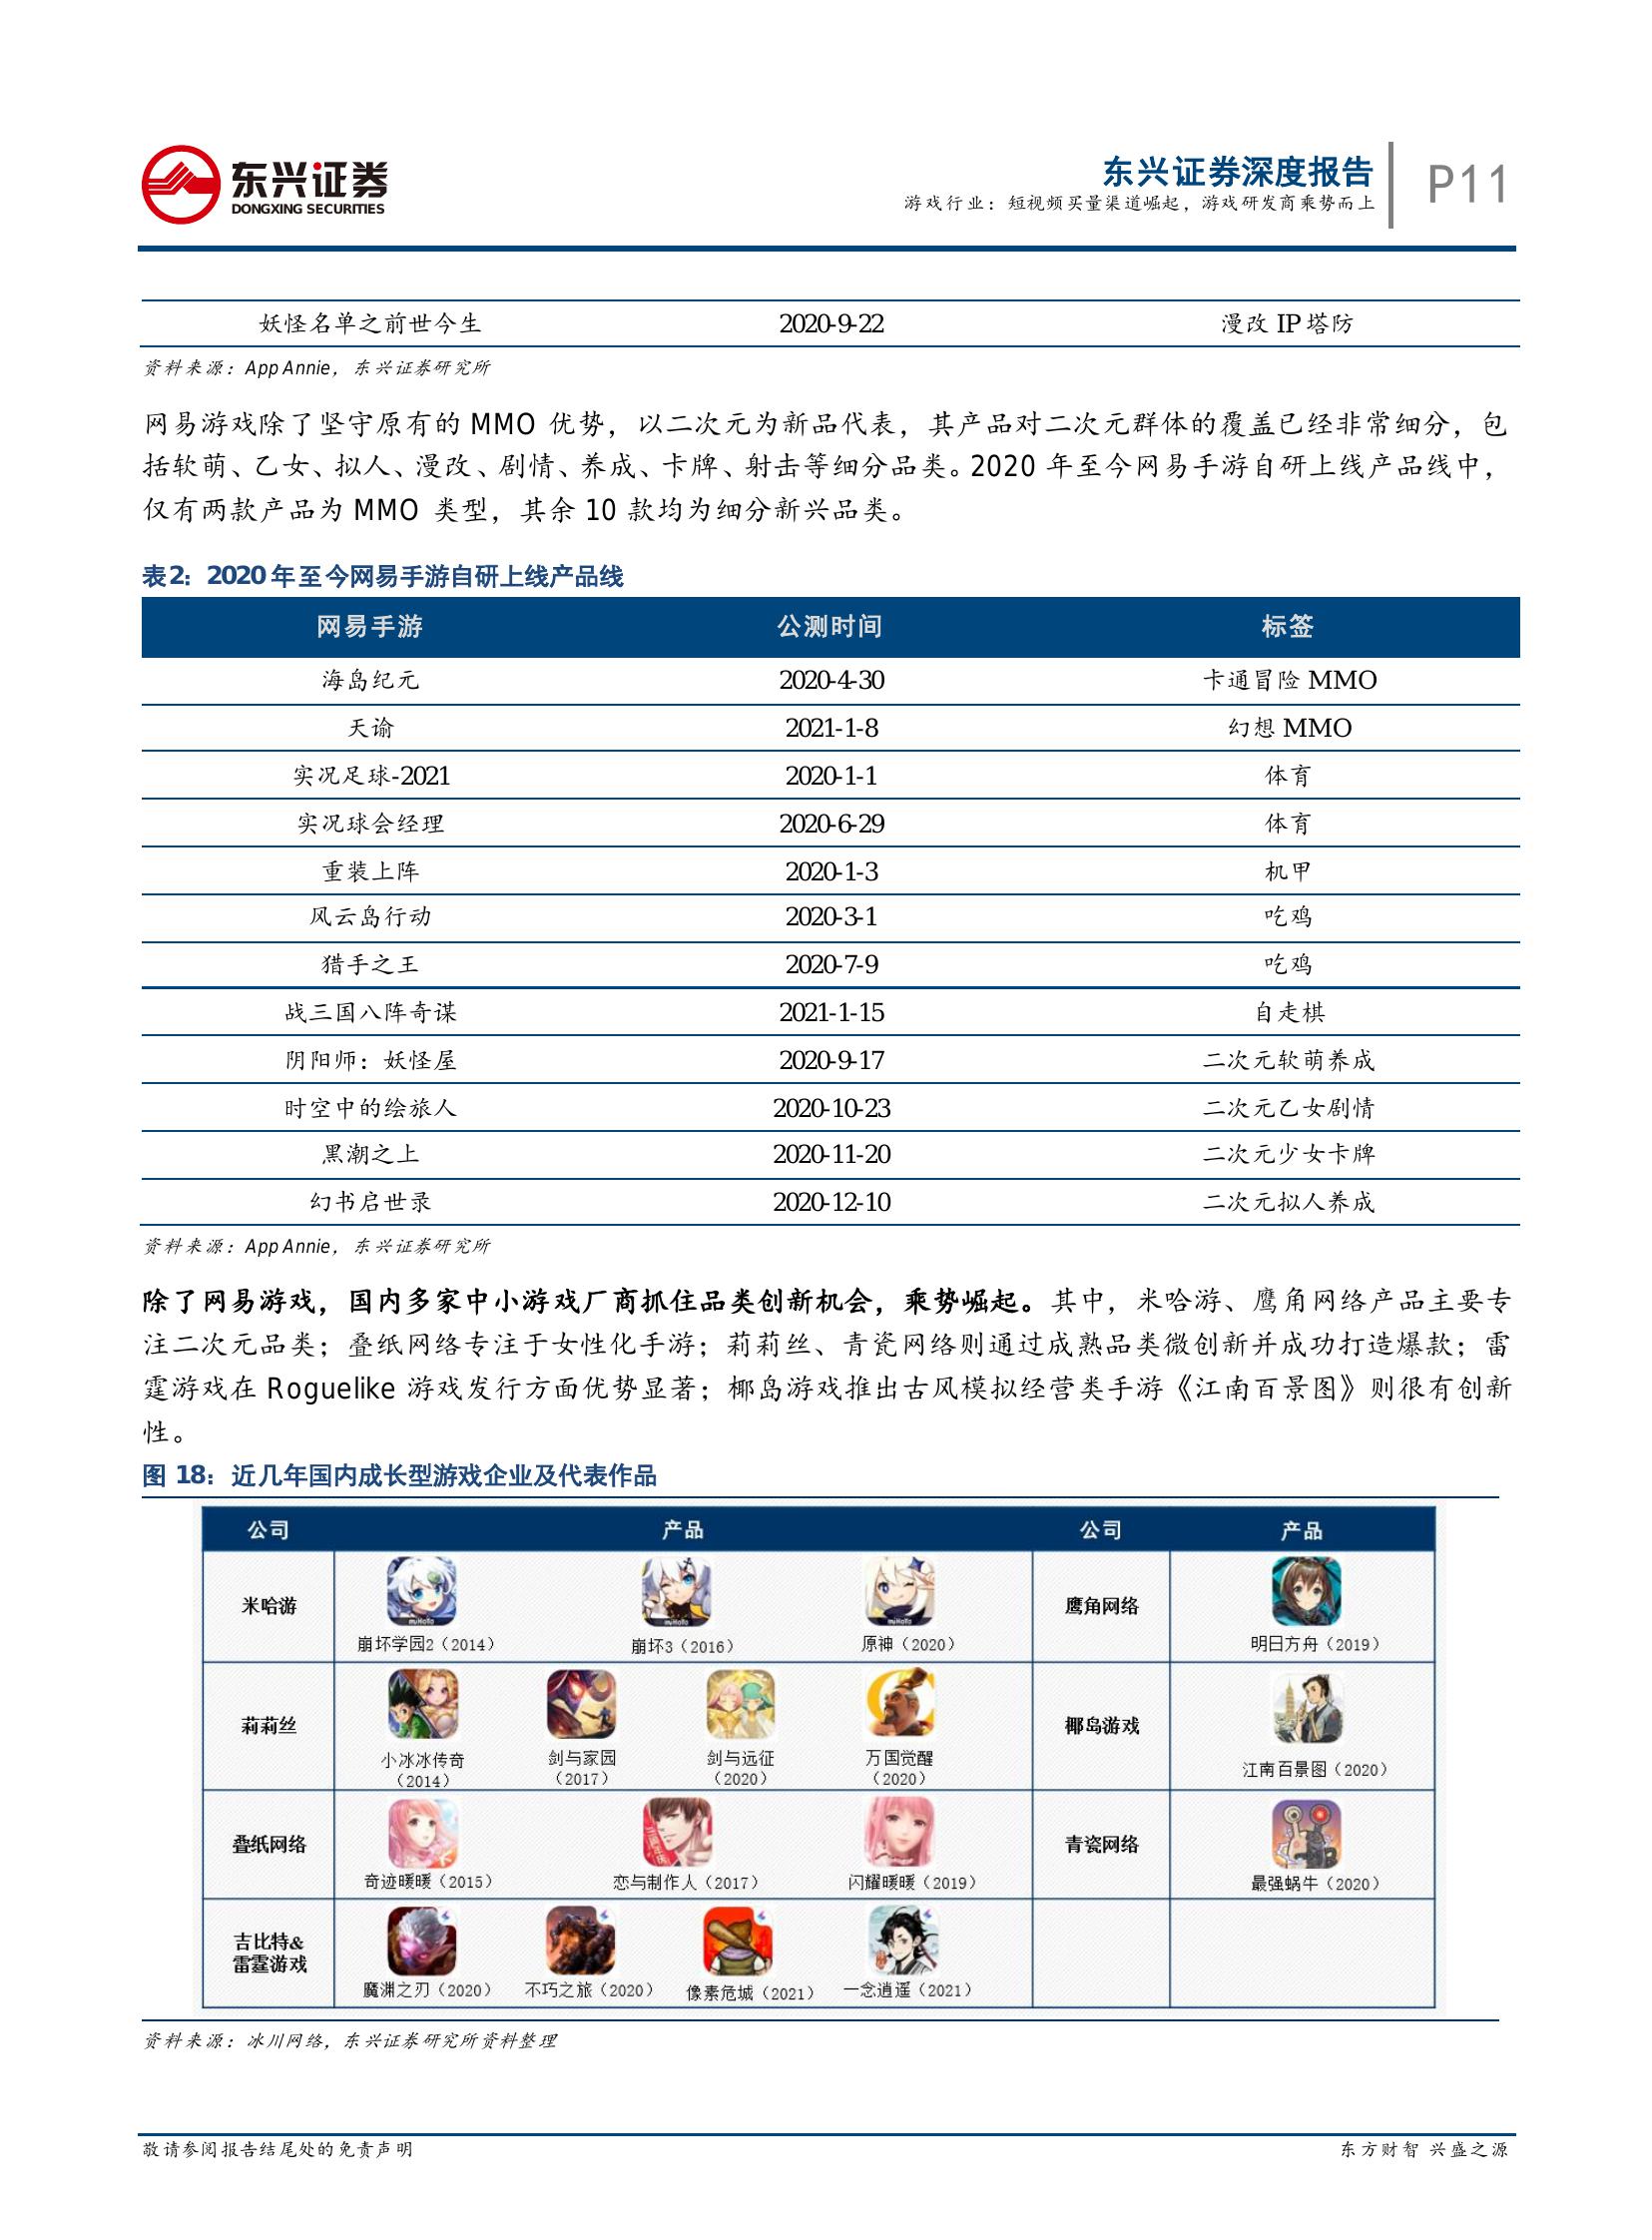 东兴证券
DONGXING SECURITIES
东兴证券深度报告
游戏行业：短视频买量渠道崛起，游戏研发商乘势而上
P11
妖怪名单之前世今生 2020-9-22 漫改 IP 塔防
资料来源：App Annie，东兴证券研究所
网易游戏除了坚守原有的 MMO 优势，以二次元为新品代表，其产品对二次元群体的覆盖已经非常细分，包
括软萌、乙女、拟人、漫改、剧情、养成、卡牌、射击等细分品类。2020 年至今网易手游自研上线产品线中，
仅有两款产品为 MMO 类型，其余 10 款均为细分新兴品类。
表2：2020 年至今网易手游自研上线产品线
网易手游 公测时间 标签
海岛纪元 2020-4-30 卡通冒险 MMO
天谕 2021-1-8 幻想 MMO
实况足球-2021 2020-1-1 体育
实况球会经理 2020-6-29 体育
重装上阵 2020-1-3 机甲
风云岛行动 2020-3-1 吃鸡
猎手之王 2020-7-9 吃鸡
战三国八阵奇谋 2021-1-15 自走棋
阴阳师：妖怪屋 2020-9-17 二次元软萌养成
时空中的绘旅人 2020-10-23 二次元乙女剧情
黑潮之上 2020-11-20 二次元少女卡牌
幻书启世录 2020-12-10 二次元拟人养成
资料来源：App Annie，东兴证券研究所
除了网易游戏，国内多家中小游戏厂商抓住品类创新机会，乘势崛起。其中，米哈游、鹰角网络产品主要专
注二次元品类；叠纸网络专注于女性化手游；莉莉丝、青瓷网络则通过成熟品类微创新并成功打造爆款；雷
霆游戏在 Roguelike 游戏发行方面优势显著；椰岛游戏推出古风模拟经营类手游《江南百景图》则很有创新
性。
图 18：近几年国内成长型游戏企业及代表作品
公司 产品 公司 产品
米哈游 崩坏学园2（2014） 崩坏3（2016） 原神（2020） 鹰角网络 明日方舟（2019）
莉莉丝 小冰冰传奇（2014） 剑与家园（2017） 剑与远征（2020） 万国觉醒（2020） 椰岛游戏 江南百景图（2020）
叠纸网络 奇迹暖暖（2015） 恋与制作人（2017） 闪耀暖暖（2019） 青瓷网络 最强蜗牛（2020）
吉比特&雷霆游戏 魔渊之刃（2020） 不巧之旅（2020） 像素危城（2021） 一念逍遥（2021）
资料来源：冰川网络，东兴证券研究所资料整理
敬请参阅报告结尾处的免责声明
东方财智 兴盛之源